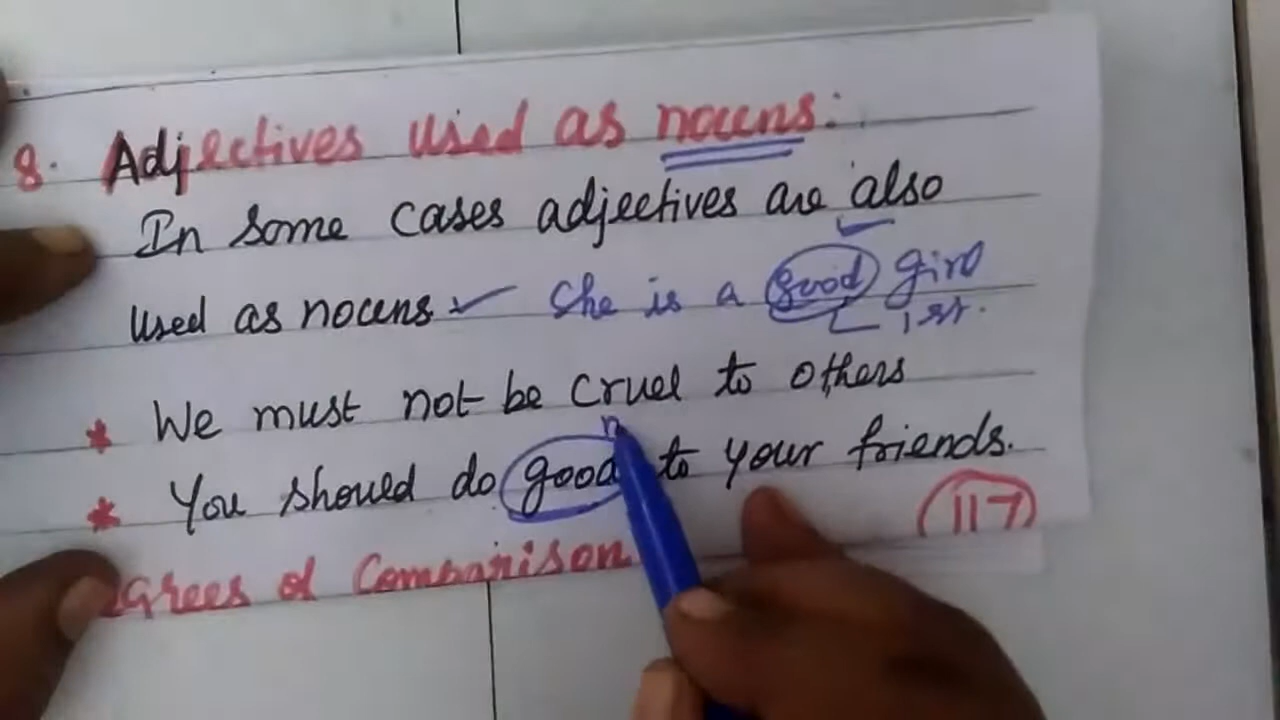 8. Adjectives used as nouns:
In some cases adjectives are also
used as nouns ✓ She is a good girl
1st.
* We must not be cruel to others
n
* You should do good to your friends.
117
grees of Comparison